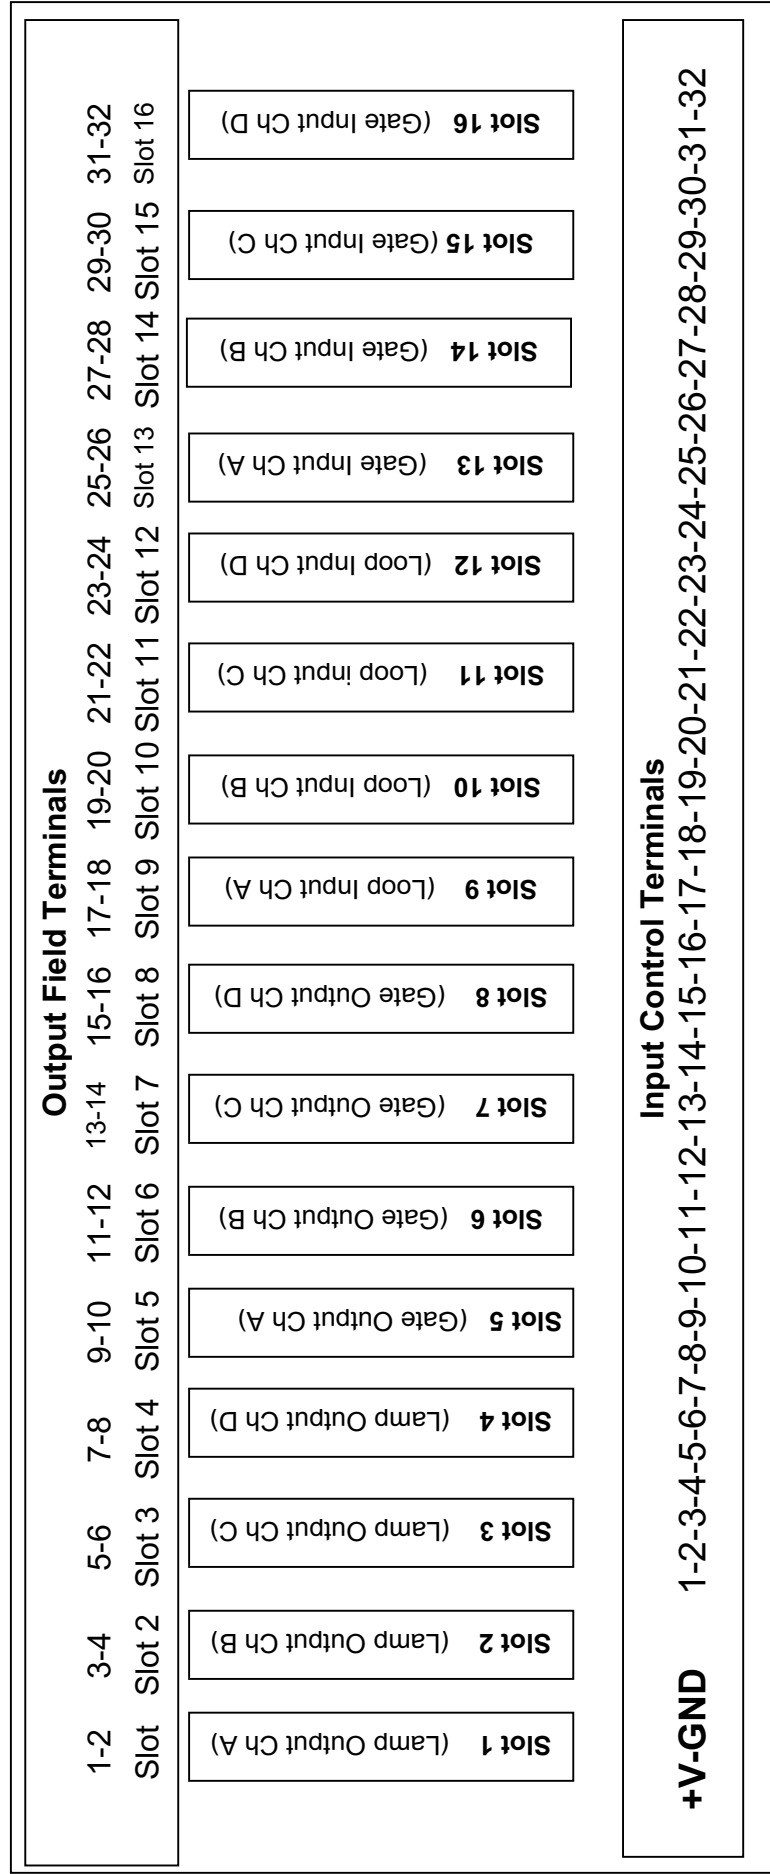 Output Field Terminals
1-2 3-4 5-6 7-8 9-10 11-12 13-14 15-16 17-18 19-20 21-22 23-24 25-26 27-28 29-30 31-32
Slot Slot 2 Slot 3 Slot 4 Slot 5 Slot 6 Slot 7 Slot 8 Slot 9 Slot 10 Slot 11 Slot 12 Slot 13 Slot 14 Slot 15 Slot 16
Slot 1 (Lamp Output Ch A)
Slot 2 (Lamp Output Ch B)
Slot 3 (Lamp Output Ch C)
Slot 4 (Lamp Output Ch D)
Slot 5 (Gate Output Ch A)
Slot 6 (Gate Output Ch B)
Slot 7 (Gate Output Ch C)
Slot 8 (Gate Output Ch D)
Slot 9 (Loop Input Ch A)
Slot 10 (Loop Input Ch B)
Slot 11 (Loop input Ch C)
Slot 12 (Loop Input Ch D)
Slot 13 (Gate Input Ch A)
Slot 14 (Gate Input Ch B)
Slot 15 (Gate Input Ch C)
Slot 16 (Gate Input Ch D)
Input Control Terminals
+V-GND 1-2-3-4-5-6-7-8-9-10-11-12-13-14-15-16-17-18-19-20-21-22-23-24-25-26-27-28-29-30-31-32